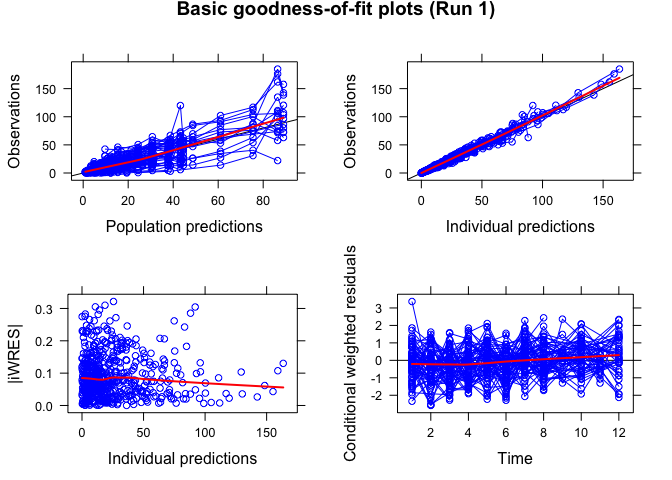 Basic goodness-of-fit plots (Run 1)
Observations
0 50 100 150
0 20 40 60 80
Population predictions
Observations
0 50 100 150
0 50 100 150
Individual predictions
|iWRES|
0.0 0.1 0.2 0.3
0 50 100 150
Individual predictions
Conditional weighted residuals
-2 -1 0 1 2 3
2 4 6 8 10 12
Time